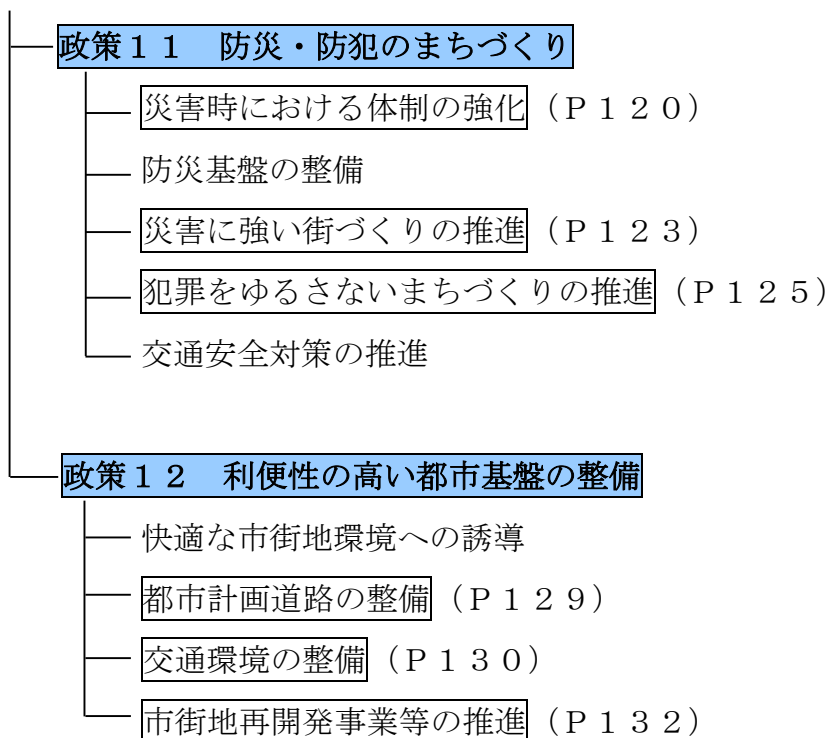 政策１１　防災・防犯のまちづくり
災害時における体制の強化（Ｐ１２０）
防災基盤の整備
災害に強い街づくりの推進（Ｐ１２３）
犯罪をゆるさないまちづくりの推進（Ｐ１２５）
交通安全対策の推進
政策１２　利便性の高い都市基盤の整備
快適な市街地環境への誘導
都市計画道路の整備（Ｐ１２９）
交通環境の整備（Ｐ１３０）
市街地再開発事業等の推進（Ｐ１３２）